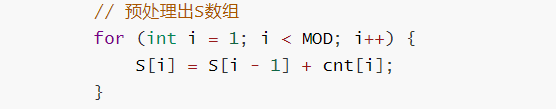 // 预处理出S数组
for (int i = 1; i < MOD; i++) {
S[i] = S[i - 1] + cnt[i];
}